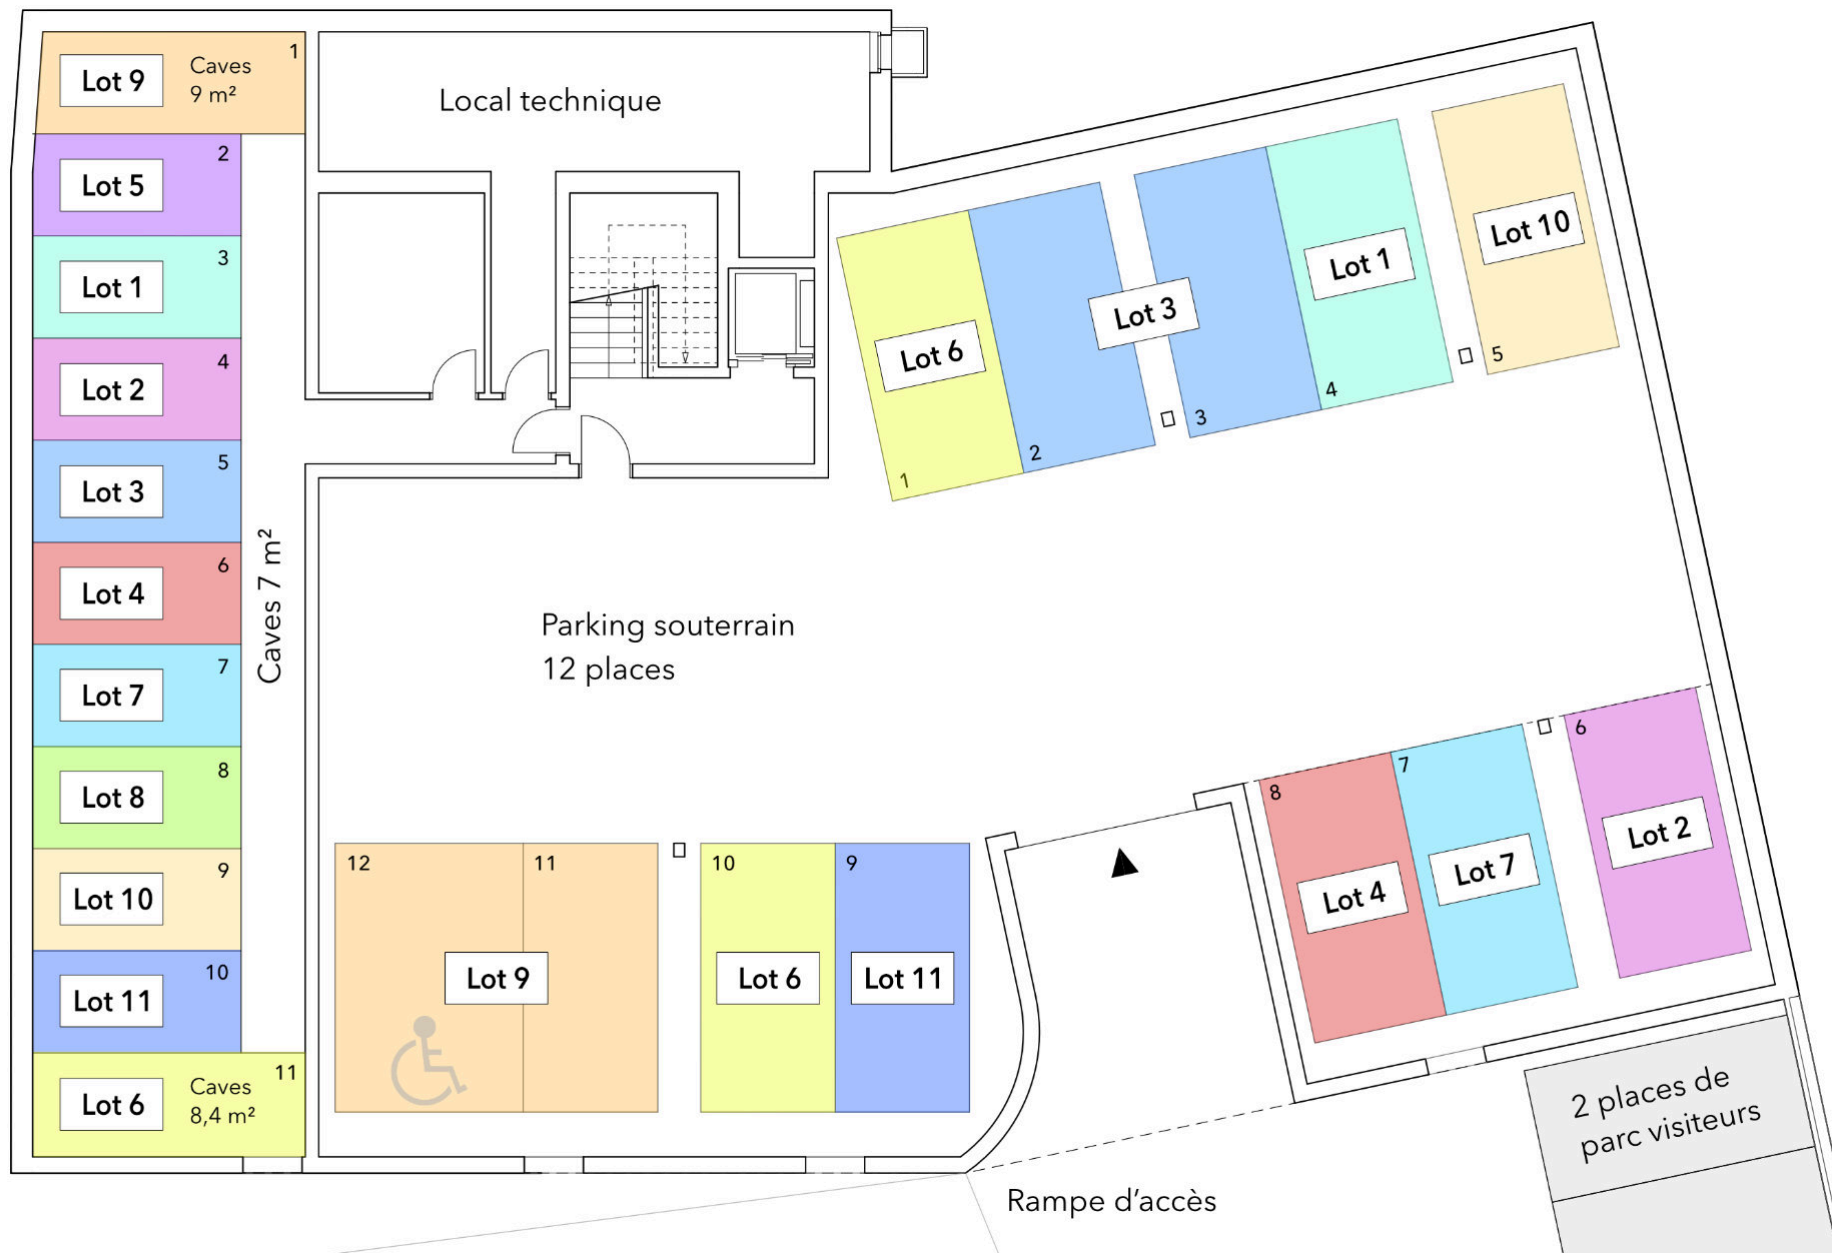 Lot 9
Caves
9 m²
1
Lot 5
2
Lot 1
3
Lot 2
4
Lot 3
5
Lot 4
6
Lot 7
7
Lot 8
8
Lot 10
9
Lot 11
10
Lot 6
Caves
8,4 m²
11
Caves 7 m²
Local technique
Parking souterrain
12 places
Lot 6
1
2
Lot 3
3
Lot 1
4
Lot 10
5
6
Lot 2
7
Lot 7
8
Lot 4
12
11
Lot 9
10
Lot 6
9
Lot 11
Rampe d’accès
2 places de
parc visiteurs